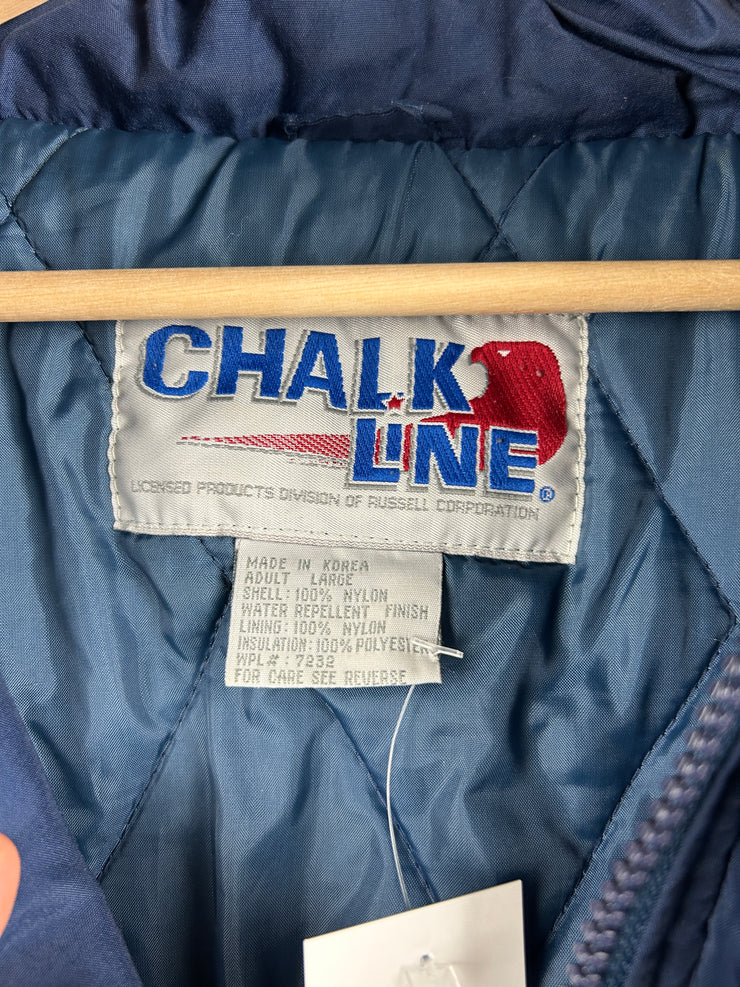 CHALK
LINE®
LICENSED PRODUCTS DIVISION OF RUSSELL CORPORATION
MADE IN KOREA
ADULT LARGE
SHELL: 100% NYLON
WATER REPELLENT FINISH
LINING: 100% NYLON
INSULATION: 100% POLYESTER
WPL#: 7232
FOR CARE SEE REVERSE